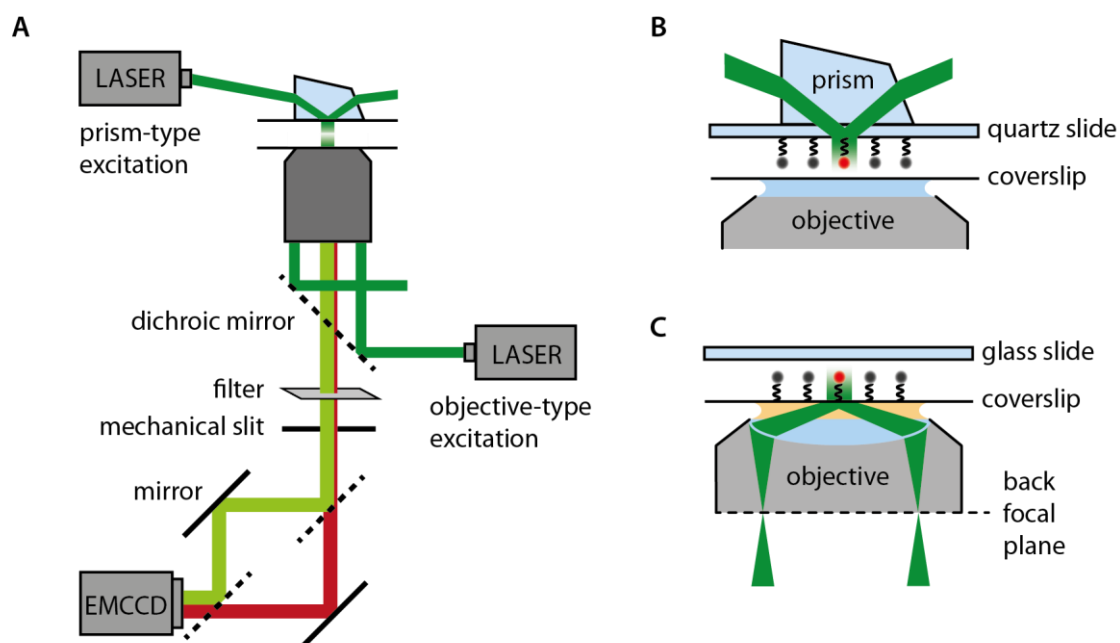 A
LASER
prism-type
excitation
dichroic mirror
LASER
objective-type
excitation
filter
mechanical slit
mirror
EMCCD
B
prism
quartz slide
coverslip
objective
C
glass slide
coverslip
objective
back
focal
plane